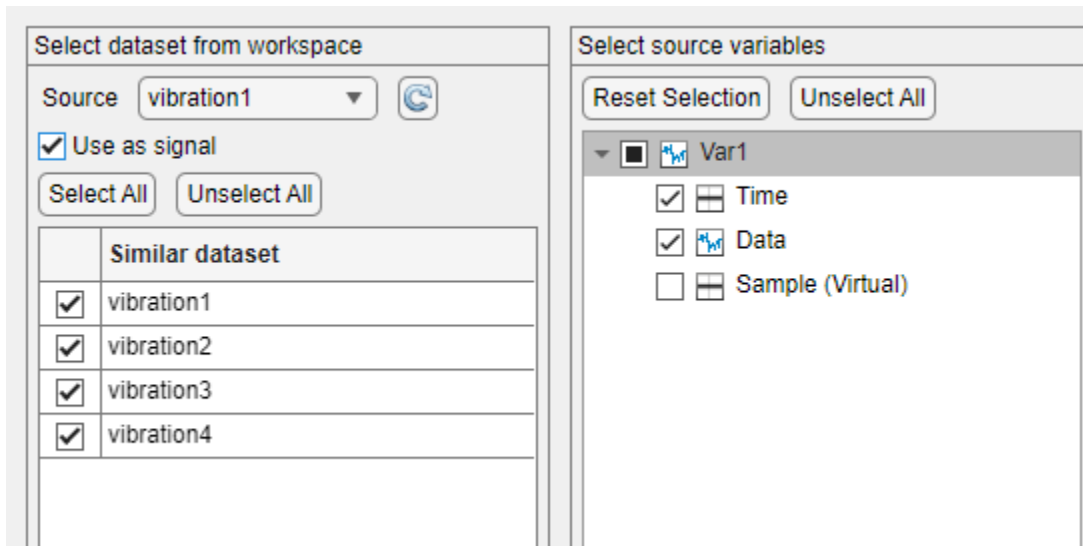 Select dataset from workspace
Source vibration1
Use as signal
Select All Unselect All
Similar dataset
vibration1
vibration2
vibration3
vibration4
Select source variables
Reset Selection Unselect All
Var1
Time
Data
Sample (Virtual)